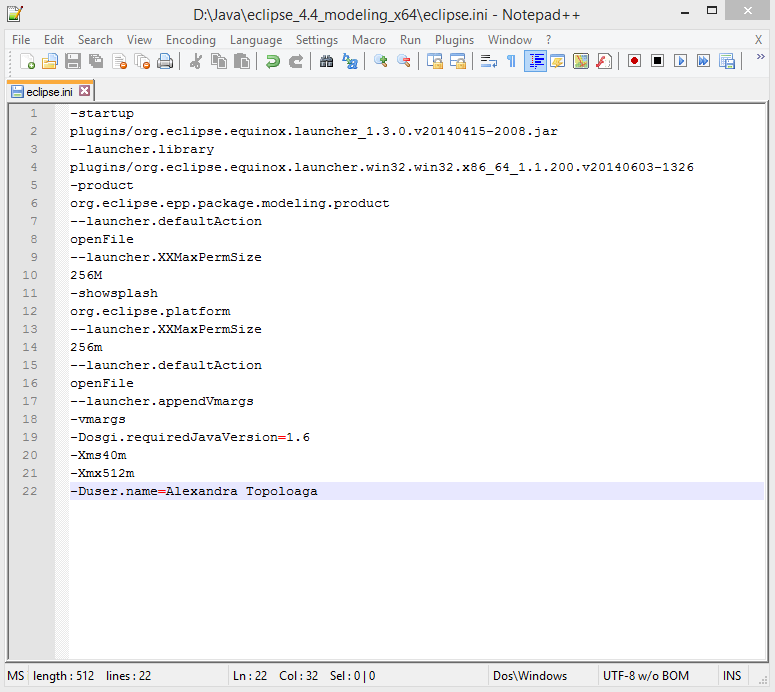 D:\Java\eclipse_4.4_modeling_x64\eclipse.ini - Notepad++
File Edit Search View Encoding Language Settings Macro Run Plugins Window ? X
eclipse.ini
1 -startup
2 plugins/org.eclipse.equinox.launcher_1.3.0.v20140415-2008.jar
3 --launcher.library
4 plugins/org.eclipse.equinox.launcher.win32.win32.x86_64_1.1.200.v20140603-1326
5 -product
6 org.eclipse.epp.package.modeling.product
7 --launcher.defaultAction
8 openFile
9 --launcher.XXMaxPermSize
10 256M
11 -showsplash
12 org.eclipse.platform
13 --launcher.XXMaxPermSize
14 256m
15 --launcher.defaultAction
16 openFile
17 --launcher.appendVmargs
18 -vmargs
19 -Dosgi.requiredJavaVersion=1.6
20 -Xms40m
21 -Xmx512m
22 -Duser.name=Alexandra Topoloaga
MS length : 512 lines : 22 Ln : 22 Col : 32 Sel : 0 | 0 Dos\Windows UTF-8 w/o BOM INS